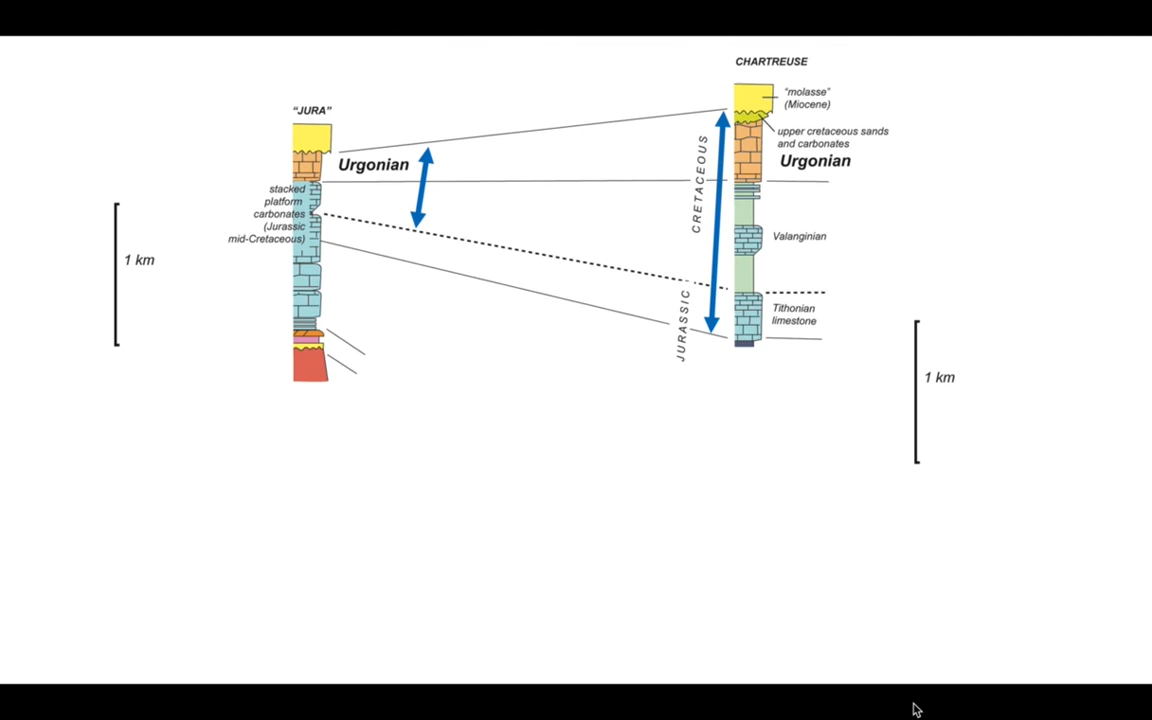 CHARTREUSE
"molasse"
(Miocene)
"JURA"
upper cretaceous sands
and carbonates
Urgonian
Urgonian
CRETACEOUS
stacked
platform
carbonates
(Jurassic
mid-Cretaceous)
Valanginian
1 km
JURASSIC
Tithonian
limestone
1 km